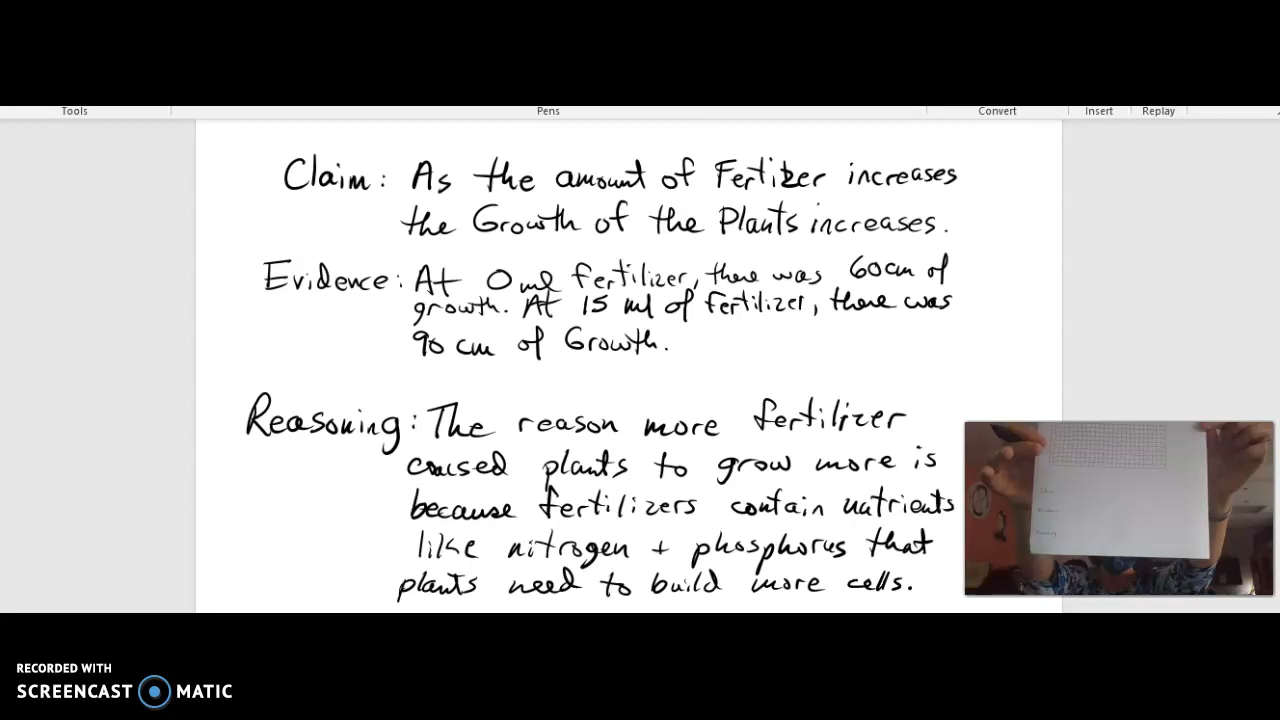 Tools Pens Convert Insert Replay
Claim: As the amount of Fertilzer increases
the Growth of the Plants increases.
Evidence: At 0 ml fertilizer, there was 60cm of
growth. At 15 ml of fertilizer, there was
90 cm of Growth.
Reasoning: The reason more fertilizer
caused plants to grow more is
because fertilizers contain nutrients
like nitrogen + phosphorus that
plants need to build more cells.
RECORDED WITH
SCREENCAST MATIC